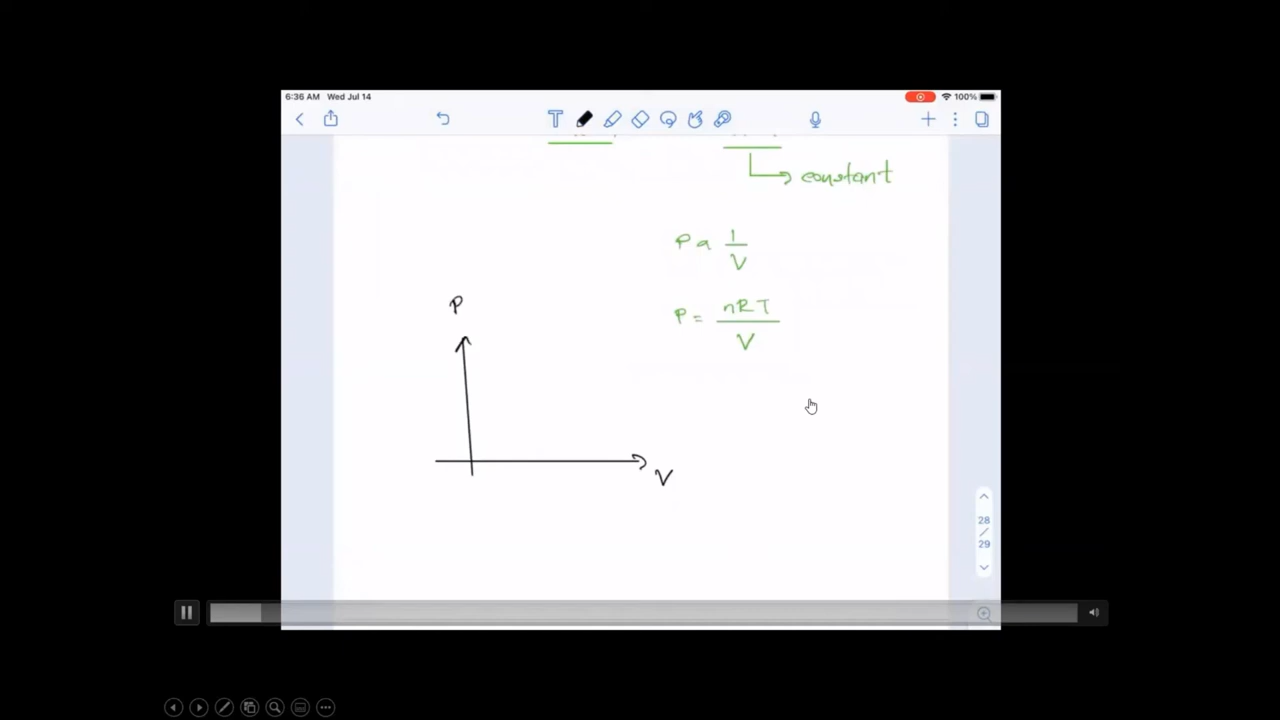 6:36 AM Wed Jul 14 100%
constant
P α 1/V
P = nRT/V
P
V
28
/
29